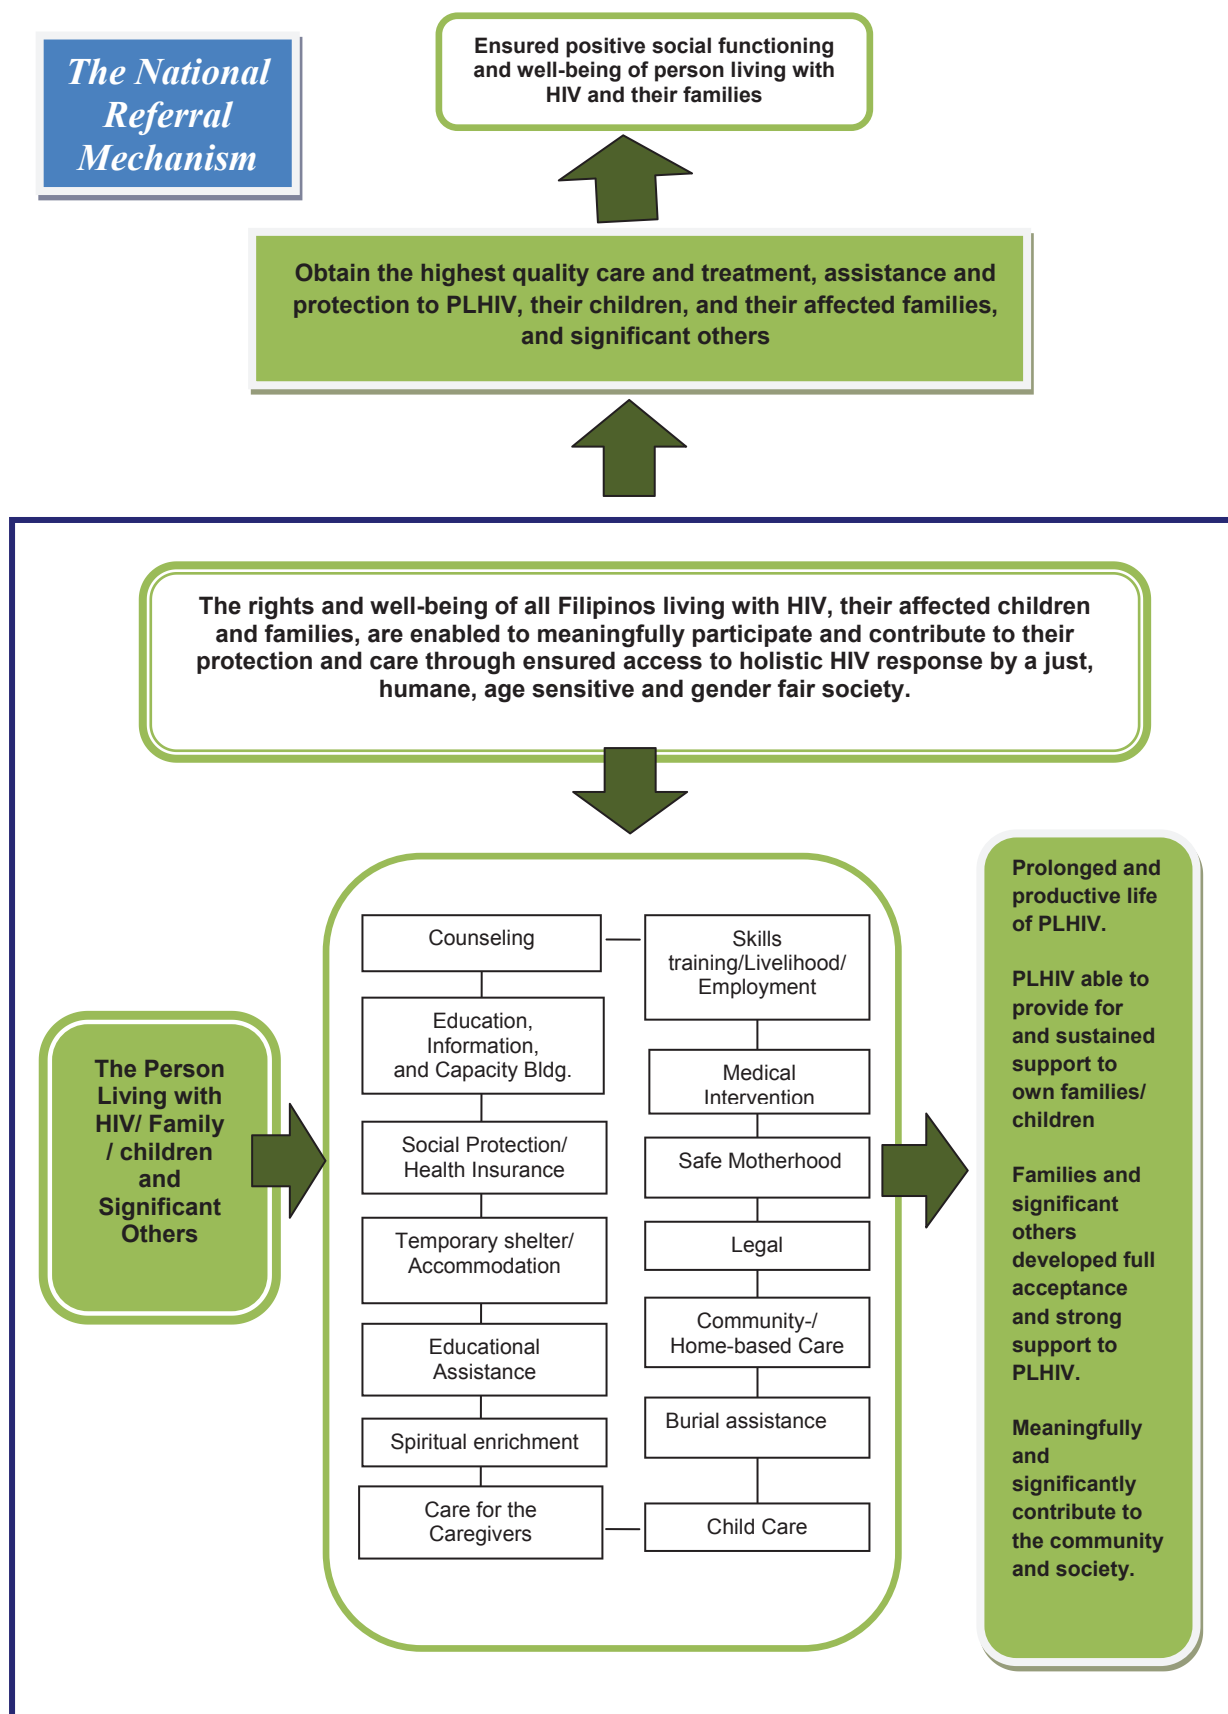 The National
Referral
Mechanism
Ensured positive social functioning
and well-being of person living with
HIV and their families
Obtain the highest quality care and treatment, assistance and
protection to PLHIV, their children, and their affected families,
and significant others
The rights and well-being of all Filipinos living with HIV, their affected children
and families, are enabled to meaningfully participate and contribute to their
protection and care through ensured access to holistic HIV response by a just,
humane, age sensitive and gender fair society.
The Person
Living with
HIV/ Family
/ children
and
Significant
Others
Counseling
Education,
Information,
and Capacity Bldg.
Social Protection/
Health Insurance
Temporary shelter/
Accommodation
Educational
Assistance
Spiritual enrichment
Care for the
Caregivers
Skills
training/Livelihood/
Employment
Medical
Intervention
Safe Motherhood
Legal
Community-/
Home-based Care
Burial assistance
Child Care
Prolonged and
productive life
of PLHIV.
PLHIV able to
provide for
and sustained
support to
own families/
children
Families and
significant
others
developed full
acceptance
and strong
support to
PLHIV.
Meaningfully
and
significantly
contribute to
the community
and society.